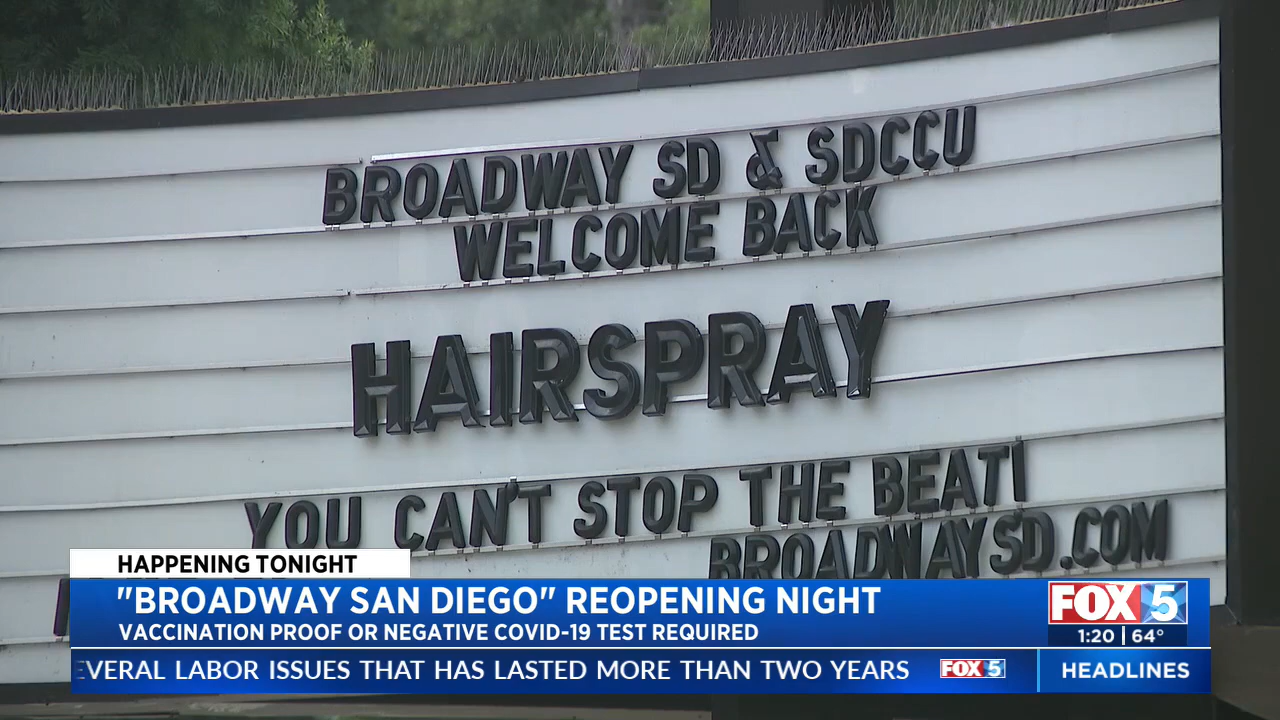 BROADWAY SD & SDCCU
WELCOME BACK
HAIRSPRAY
YOU CAN'T STOP THE BEAT!
BROADWAYSD.COM
HAPPENING TONIGHT
"BROADWAY SAN DIEGO" REOPENING NIGHT
VACCINATION PROOF OR NEGATIVE COVID-19 TEST REQUIRED
FOX 5
1:20 | 64°
EVERAL LABOR ISSUES THAT HAS LASTED MORE THAN TWO YEARS FOX 5
HEADLINES